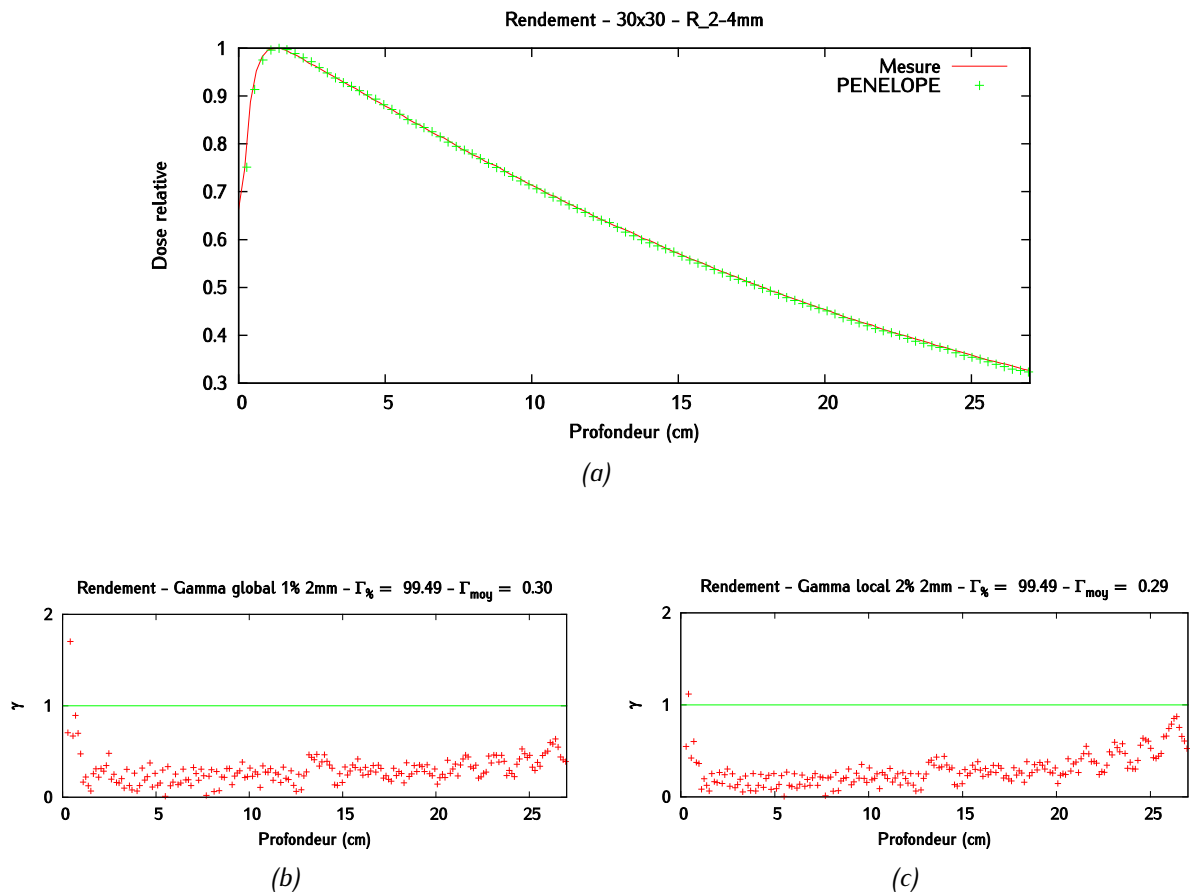 Rendement - 30x30 - R_2-4mm
Mesure
PENELOPE
Dose relative
1
0.9
0.8
0.7
0.6
0.5
0.4
0.3
0 5 10 15 20 25
Profondeur (cm)
(a)
Rendement - Gamma global 1% 2mm - Γ% = 99.49 - Γmoy = 0.30
γ
2
1
0
0 5 10 15 20 25
Profondeur (cm)
(b)
Rendement - Gamma local 2% 2mm - Γ% = 99.49 - Γmoy = 0.29
γ
2
1
0
0 5 10 15 20 25
Profondeur (cm)
(c)